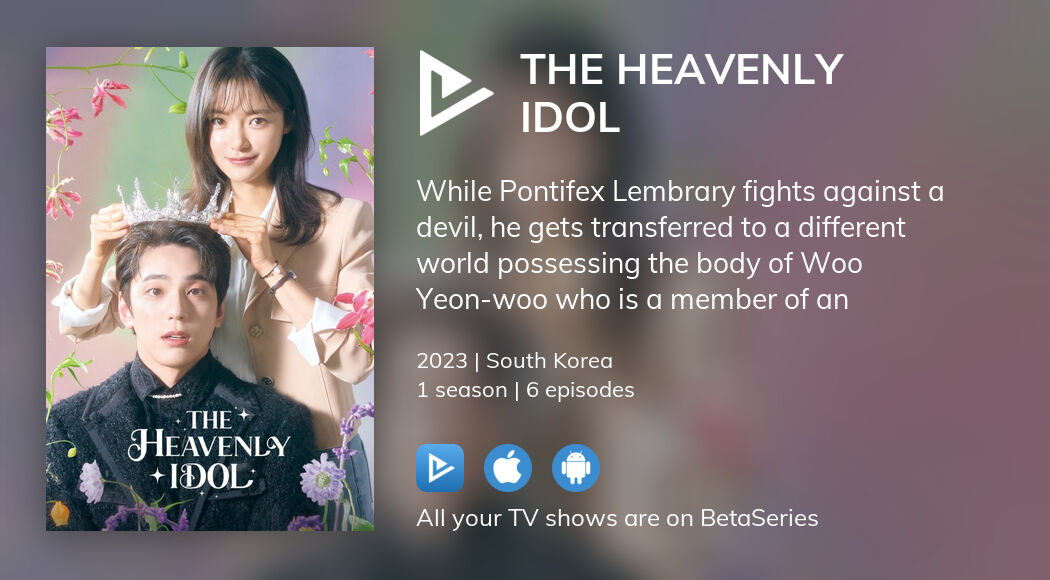 THE HEAVENLY
IDOL
While Pontifex Lembrary fights against a
devil, he gets transferred to a different
world possessing the body of Woo
Yeon-woo who is a member of an
2023 | South Korea
1 season | 6 episodes
All your TV shows are on BetaSeries
THE
HEAVENLY
IDOL